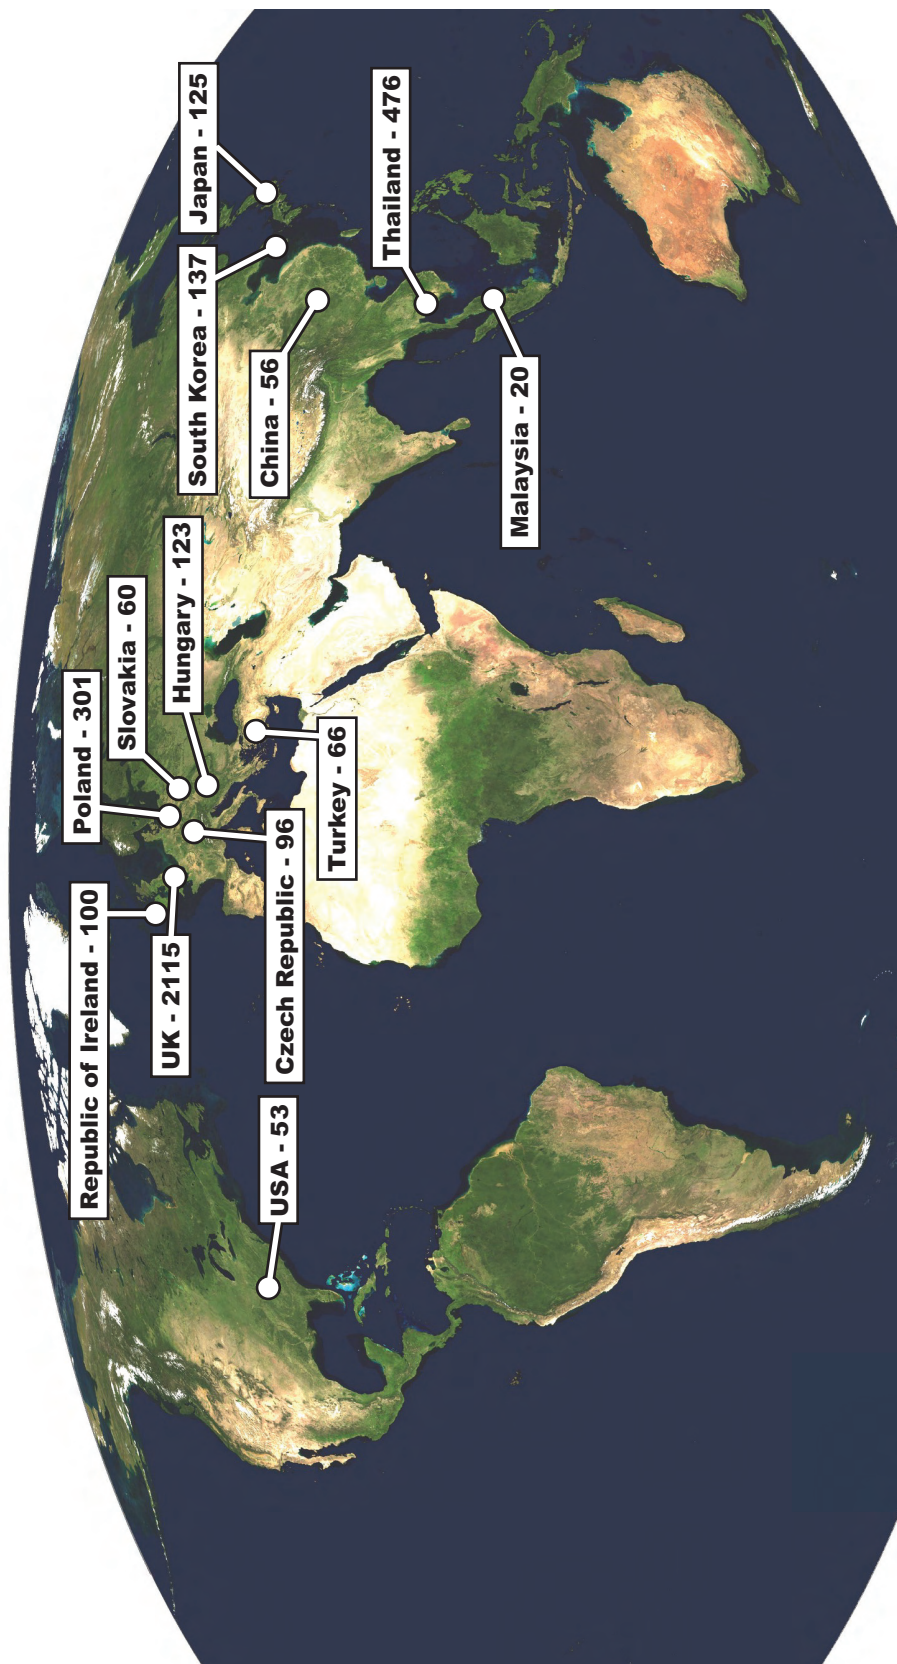 Republic of Ireland - 100
UK - 2115
Poland - 301
Slovakia - 60
Hungary - 123
Czech Republic - 96
Turkey - 66
USA - 53
Japan - 125
South Korea - 137
China - 56
Thailand - 476
Malaysia - 20